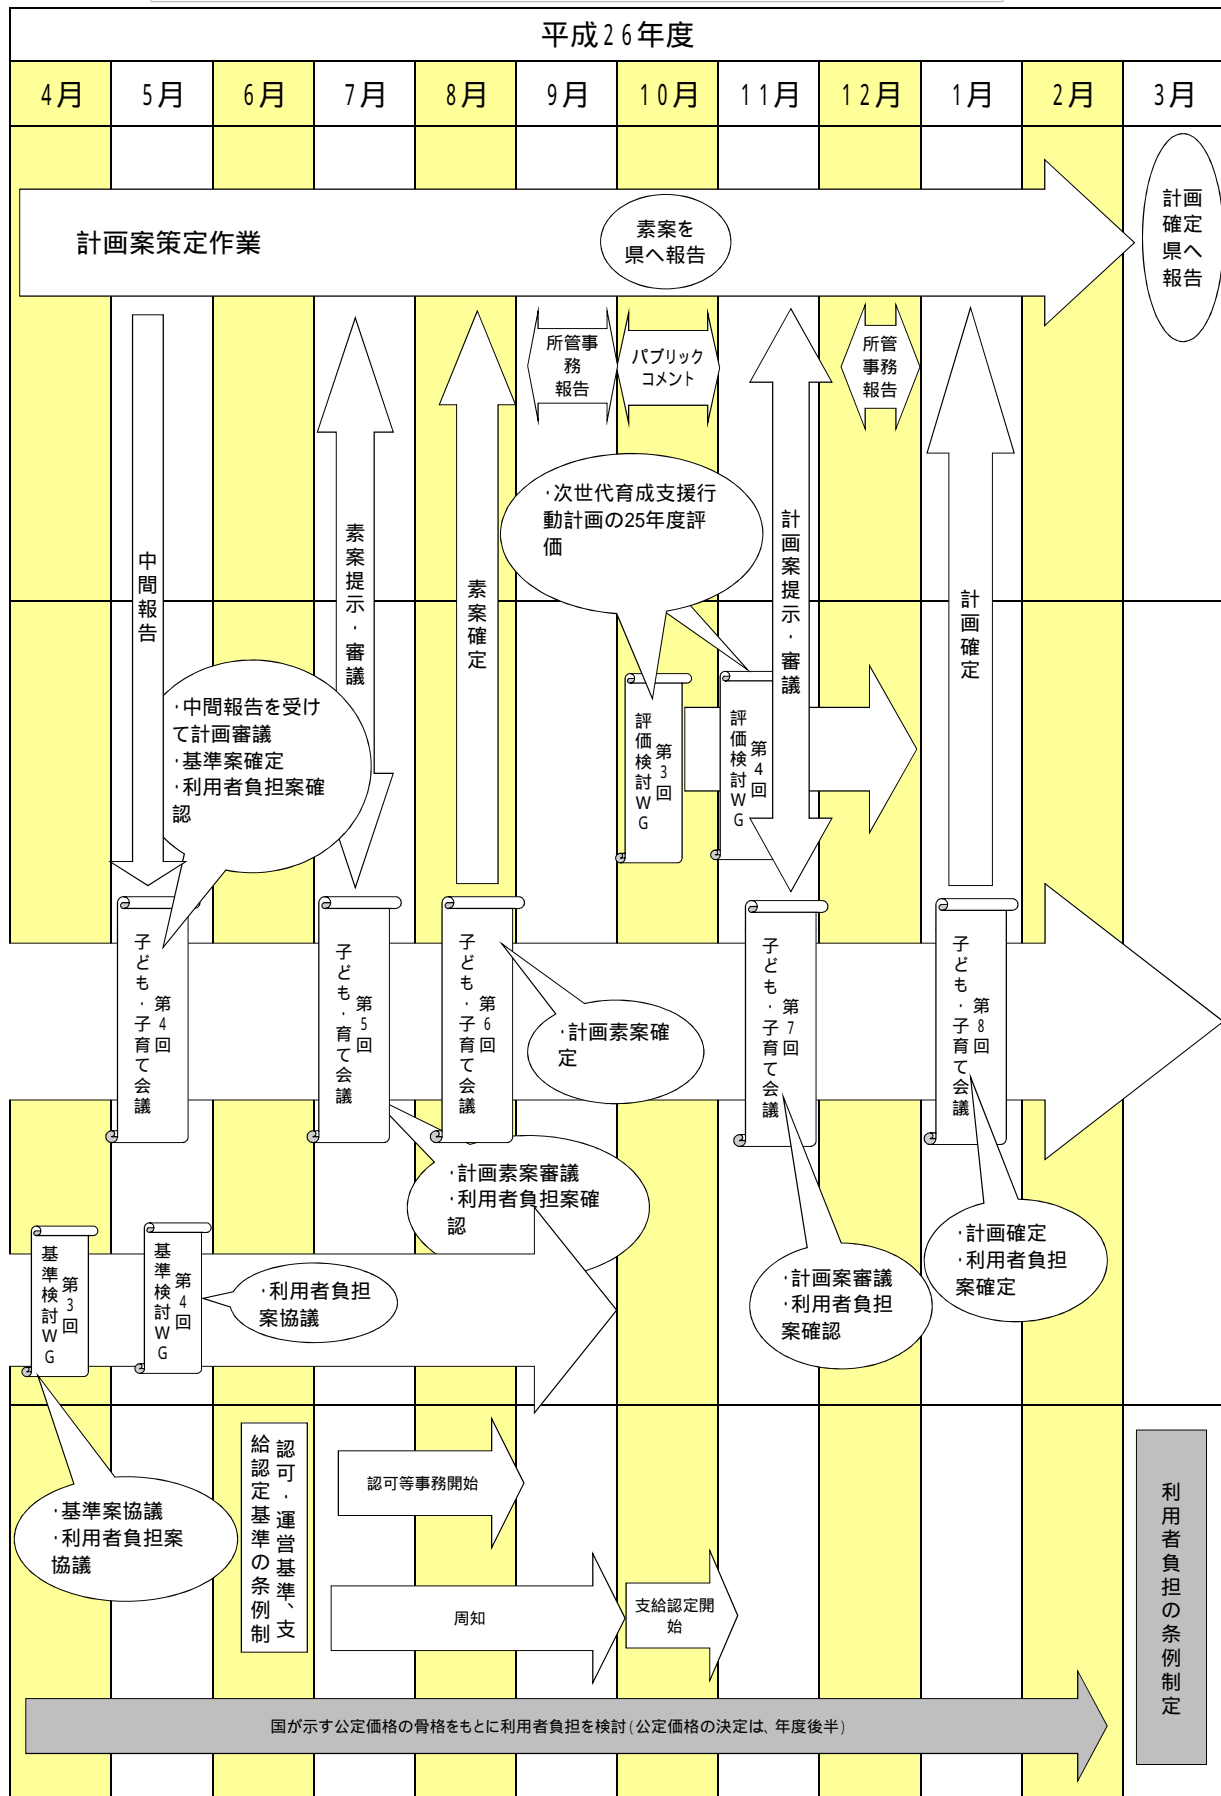 平成26年度
4月
5月
6月
7月
8月
9月
10月
11月
12月
1月
2月
3月
計画案策定作業
素案を
県へ報告
計画
確定
県へ
報告
中間報告
素案提示・審議
素案確定
所管事
務
報告
パブリック
コメント
計画案提示・審議
所管
事務
報告
計画確定
・次世代育成支援行
動計画の25年度評
価
・中間報告を受け
て計画審議
・基準案確定
・利用者負担案確
認
第3回
評価検討WG
第4回
評価検討WG
第4回
子ども・子育て会議
第5回
子ども・育て会議
第6回
子ども・子育て会議
・計画素案確
定
第7回
子ども・子育て会議
第8回
子ども・子育て会議
・計画素案審議
・利用者負担案確
認
第3回
基準検討WG
第4回
基準検討WG
・利用者負担
案協議
・計画案審議
・利用者負担
案確認
・計画確定
・利用者負担
案確定
・基準案協議
・利用者負担案
協議
認可・運営基準、支
給認定基準の条例制
認可等事務開始
周知
支給認定開
始
利用者負担の条例制定
国が示す公定価格の骨格をもとに利用者負担を検討(公定価格の決定は、年度後半)